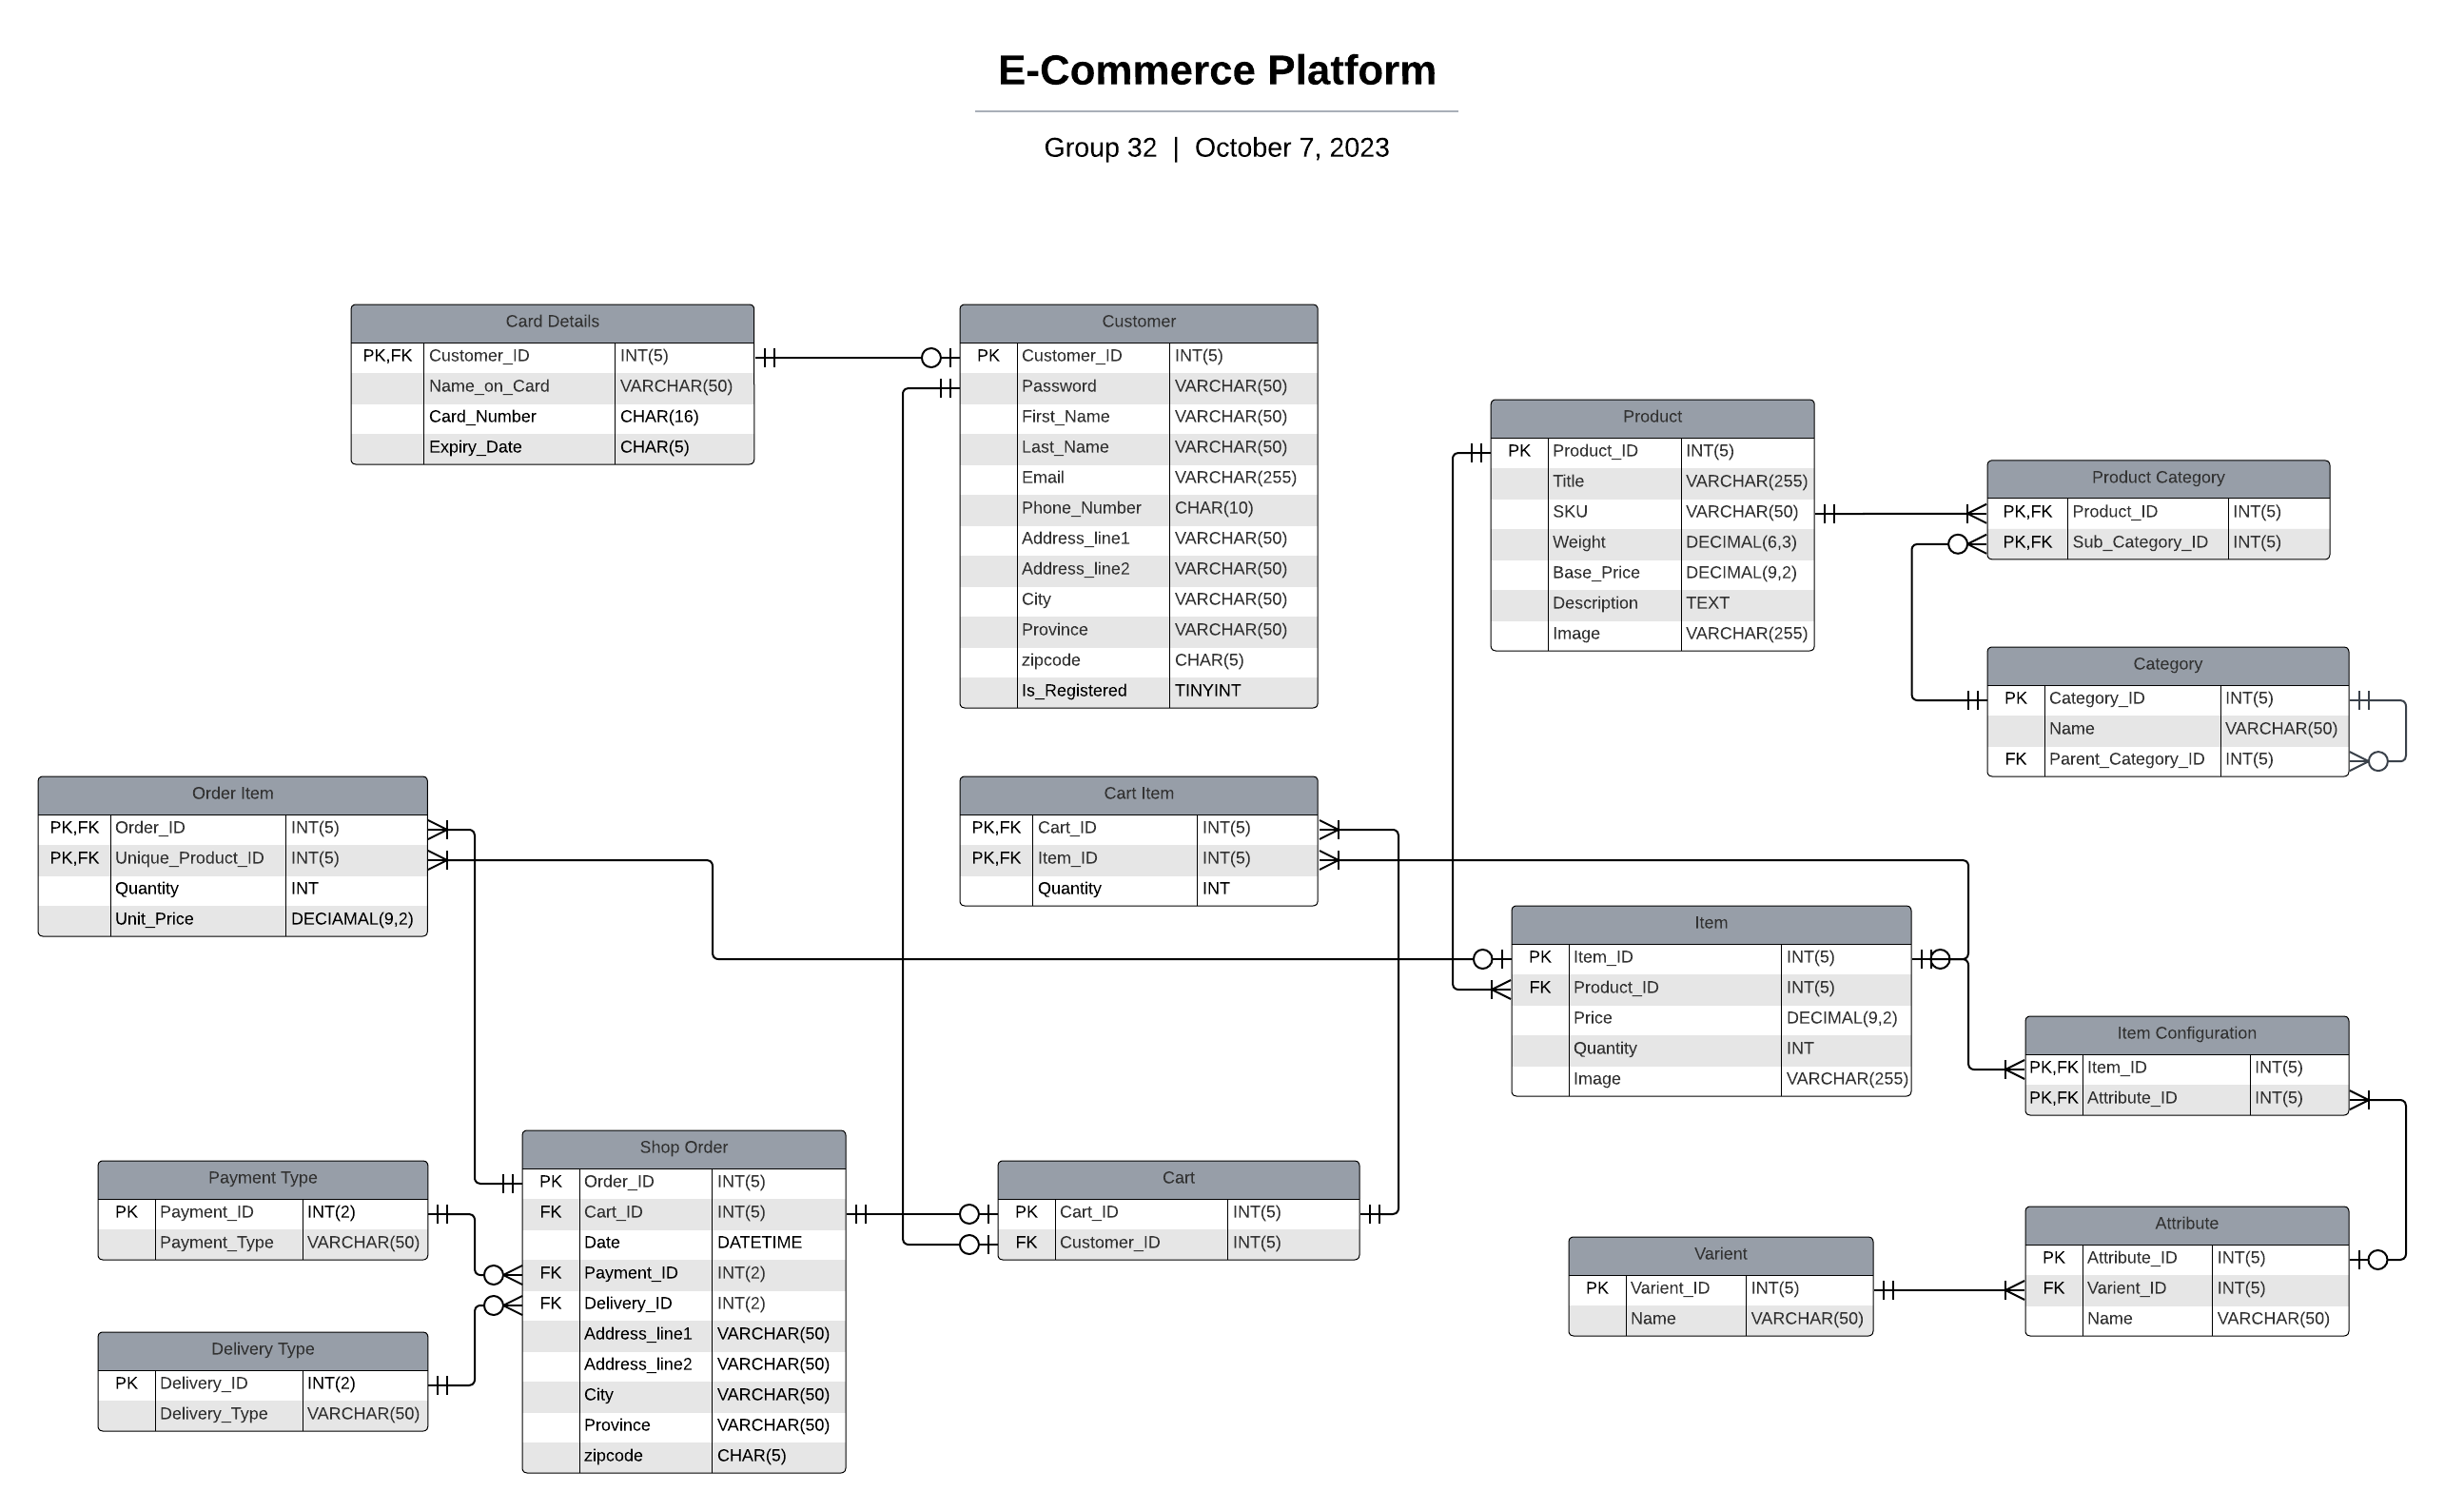 E-Commerce Platform
Group 32 | October 7, 2023
Card Details
PK,FK Customer_ID INT(5)
Name_on_Card VARCHAR(50)
Card_Number CHAR(16)
Expiry_Date CHAR(5)
Customer
PK Customer_ID INT(5)
Password VARCHAR(50)
First_Name VARCHAR(50)
Last_Name VARCHAR(50)
Email VARCHAR(255)
Phone_Number CHAR(10)
Address_line1 VARCHAR(50)
Address_line2 VARCHAR(50)
City VARCHAR(50)
Province VARCHAR(50)
zipcode CHAR(5)
Is_Registered TINYINT
Product
PK Product_ID INT(5)
Title VARCHAR(255)
SKU VARCHAR(50)
Weight DECIMAL(6,3)
Base_Price DECIMAL(9,2)
Description TEXT
Image VARCHAR(255)
Product Category
PK,FK Product_ID INT(5)
PK,FK Sub_Category_ID INT(5)
Category
PK Category_ID INT(5)
Name VARCHAR(50)
FK Parent_Category_ID INT(5)
Order Item
PK,FK Order_ID INT(5)
PK,FK Unique_Product_ID INT(5)
Quantity INT
Unit_Price DECIAMAL(9,2)
Cart Item
PK,FK Cart_ID INT(5)
PK,FK Item_ID INT(5)
Quantity INT
Item
PK Item_ID INT(5)
FK Product_ID INT(5)
Price DECIMAL(9,2)
Quantity INT
Image VARCHAR(255)
Item Configuration
PK,FK Item_ID INT(5)
PK,FK Attribute_ID INT(5)
Payment Type
PK Payment_ID INT(2)
Payment_Type VARCHAR(50)
Delivery Type
PK Delivery_ID INT(2)
Delivery_Type VARCHAR(50)
Shop Order
PK Order_ID INT(5)
FK Cart_ID INT(5)
Date DATETIME
FK Payment_ID INT(2)
FK Delivery_ID INT(2)
Address_line1 VARCHAR(50)
Address_line2 VARCHAR(50)
City VARCHAR(50)
Province VARCHAR(50)
zipcode CHAR(5)
Cart
PK Cart_ID INT(5)
FK Customer_ID INT(5)
Varient
PK Varient_ID INT(5)
Name VARCHAR(50)
Attribute
PK Attribute_ID INT(5)
FK Varient_ID INT(5)
Name VARCHAR(50)